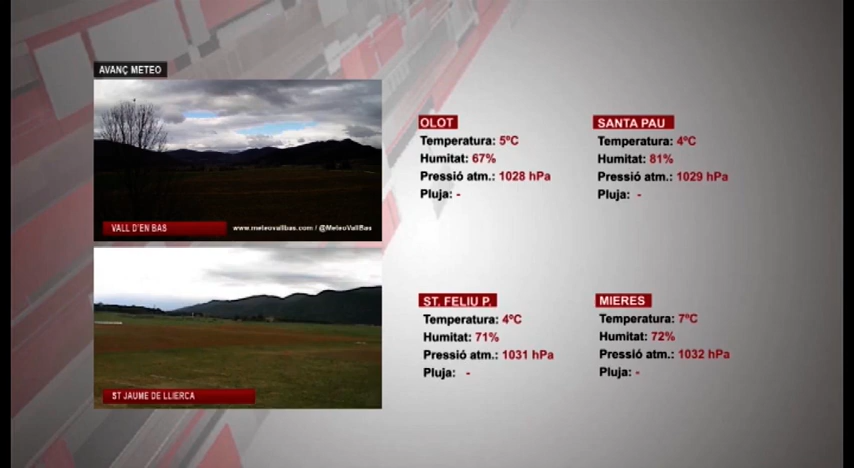 AVANÇ METEO
VALL D'EN BAS
www.meteovallbas.com / @MeteoVallBas
ST JAUME DE LLIERCA
OLOT
Temperatura: 5ºC
Humitat: 67%
Pressió atm.: 1028 hPa
Pluja: -
SANTA PAU
Temperatura: 4ºC
Humitat: 81%
Pressió atm.: 1029 hPa
Pluja: -
ST. FELIU P.
Temperatura: 4ºC
Humitat: 71%
Pressió atm.: 1031 hPa
Pluja: -
MIERES
Temperatura: 7ºC
Humitat: 72%
Pressió atm.: 1032 hPa
Pluja: -